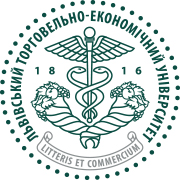 ЛЬВІВСЬКИЙ ТОРГОВЕЛЬНО-ЕКОНОМІЧНИЙ УНІВЕРСИТЕТ
1816
LITTERIS ET COMMERCIUM